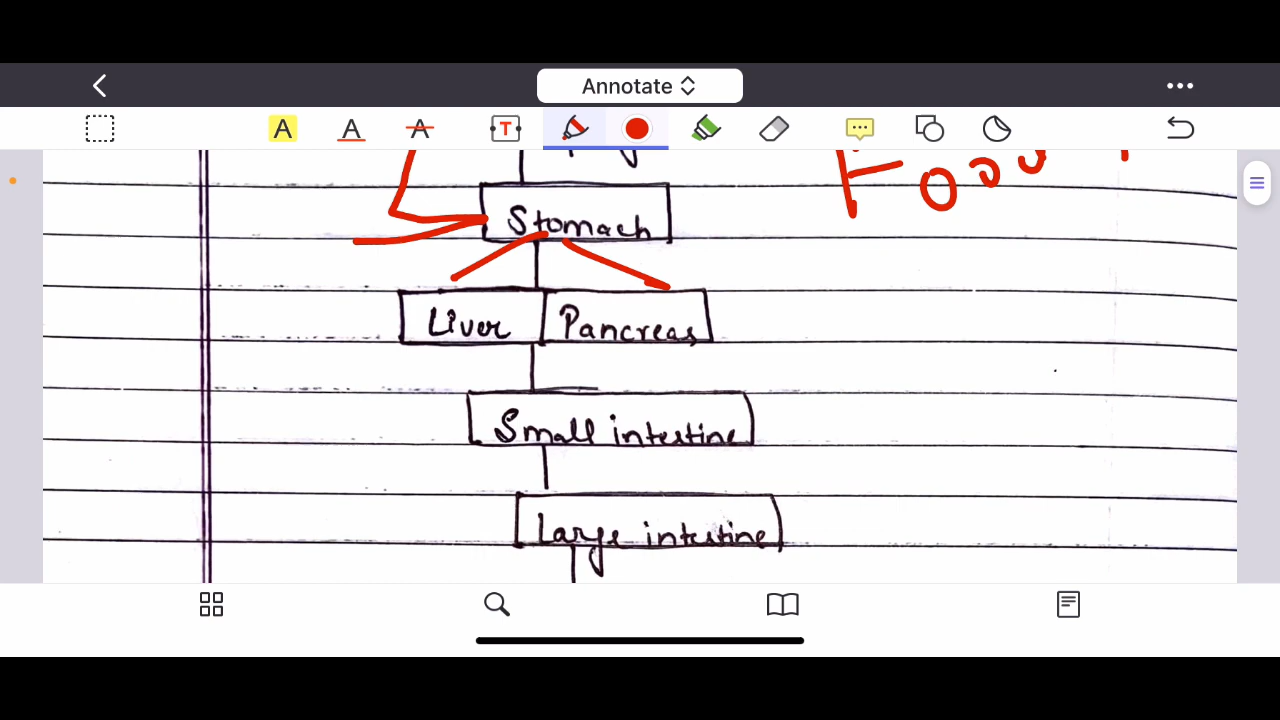 Annotate
A A A T
Stomach
Liver Pancreas
Small intestine
Large intestine